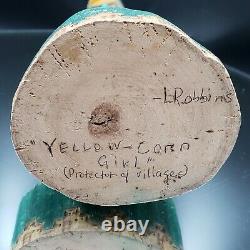 -L Robbins
"YELLOW-CORN
GIRL"
(Protector of Villages)